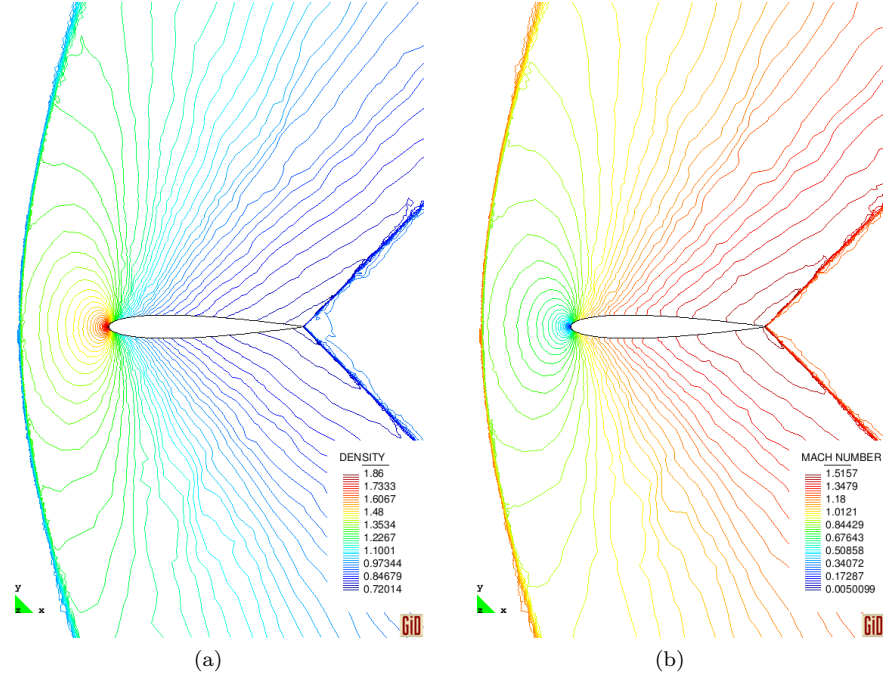 DENSITY
1.86
1.7333
1.6067
1.48
1.3534
1.2267
1.1001
0.97344
0.84679
0.72014
y
z x
GiD
(a)
MACH NUMBER
1.5157
1.3479
1.18
1.0121
0.84429
0.67643
0.50858
0.34072
0.17287
0.0050099
y
z x
GiD
(b)